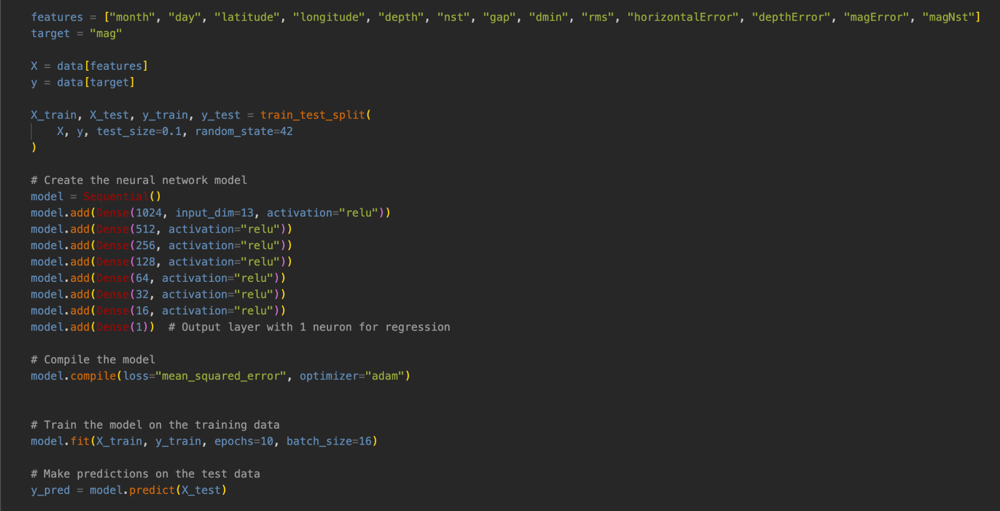 features = ["month", "day", "latitude", "longitude", "depth", "nst", "gap", "dmin", "rms", "horizontalError", "depthError", "magError", "magNst"]
target = "mag"

X = data[features]
y = data[target]

X_train, X_test, y_train, y_test = train_test_split(
    X, y, test_size=0.1, random_state=42
)

# Create the neural network model
model = Sequential()
model.add(Dense(1024, input_dim=13, activation="relu"))
model.add(Dense(512, activation="relu"))
model.add(Dense(256, activation="relu"))
model.add(Dense(128, activation="relu"))
model.add(Dense(64, activation="relu"))
model.add(Dense(32, activation="relu"))
model.add(Dense(16, activation="relu"))
model.add(Dense(1))  # Output layer with 1 neuron for regression

# Compile the model
model.compile(loss="mean_squared_error", optimizer="adam")


# Train the model on the training data
model.fit(X_train, y_train, epochs=10, batch_size=16)

# Make predictions on the test data
y_pred = model.predict(X_test)